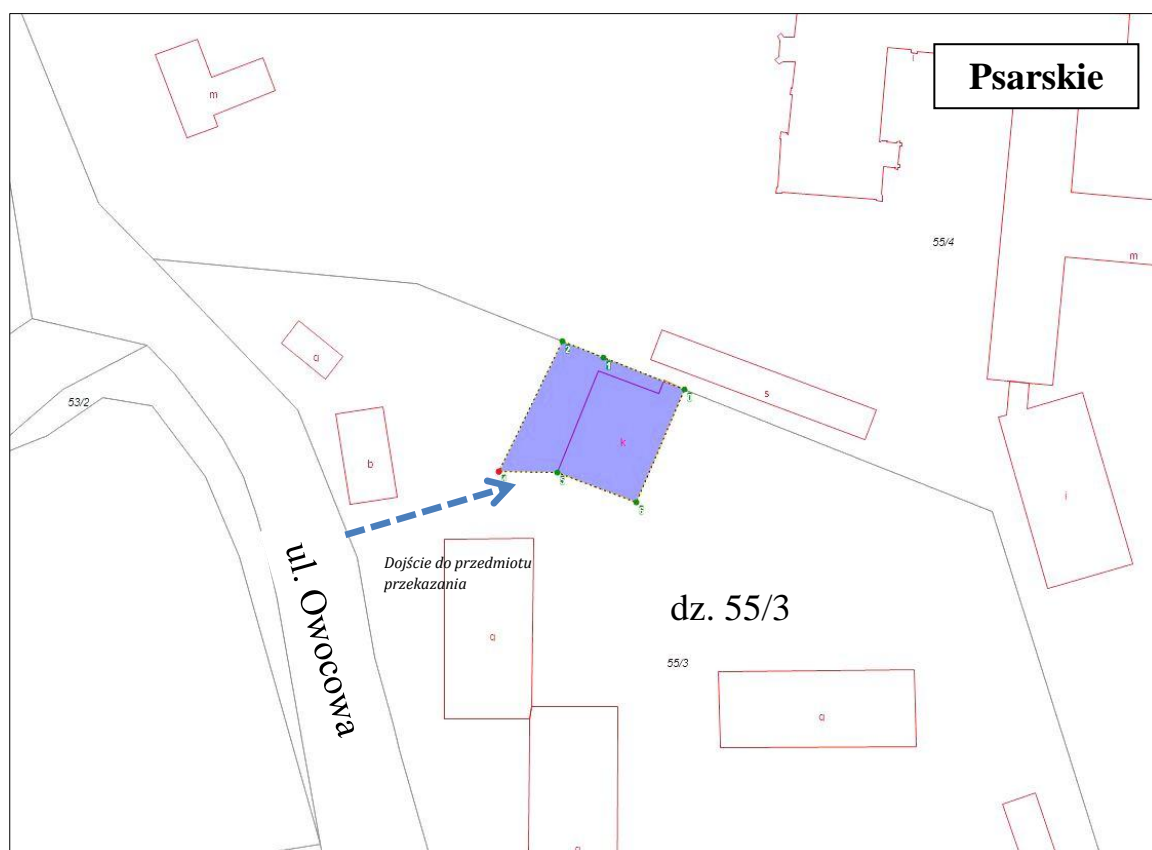 Psarskie
m
i
55/4
m
a
s
53/2
k
b
i
Dojście do przedmiotu
przekazania
ul. Owocowa
dz. 55/3
g
55/3
g